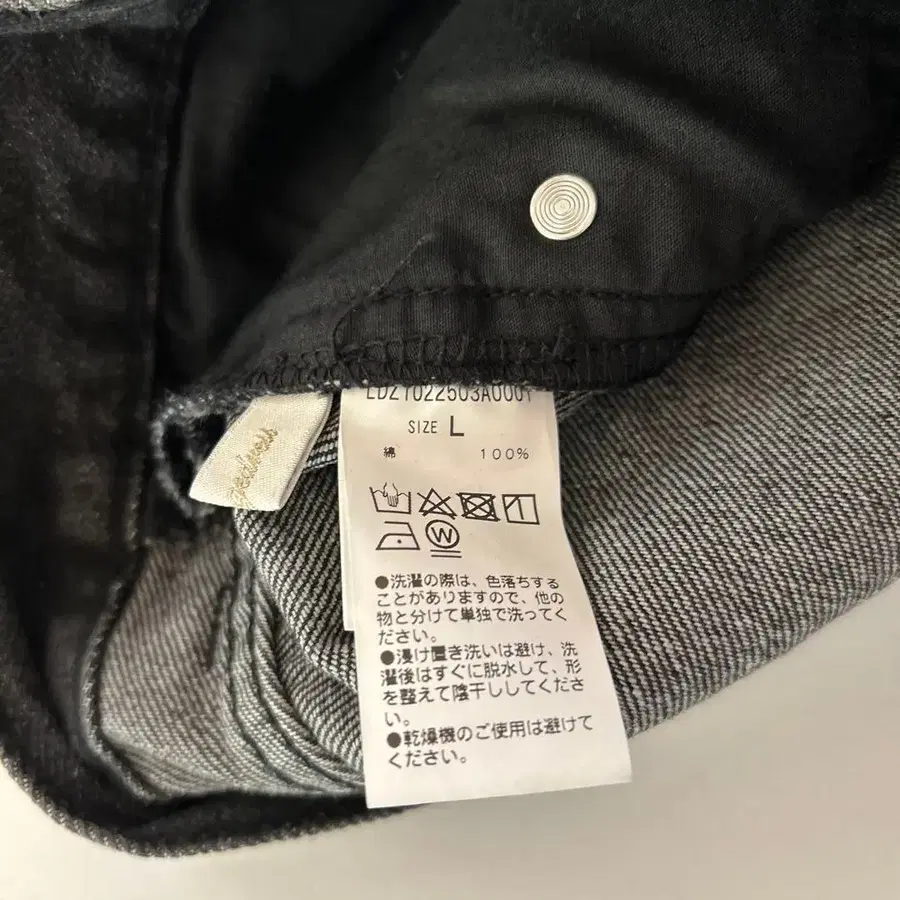 LDZ1022503A0001
SIZE L
綿 100%
W
●洗濯の際は、色落ちする
ことがありますので、他の
物と分けて単独で洗ってく
ださい。
●浸け置き洗いは避け、洗
濯後はすぐに脱水して、形
を整えて陰干ししてくださ
い。
●乾燥機のご使用は避けて
ください。